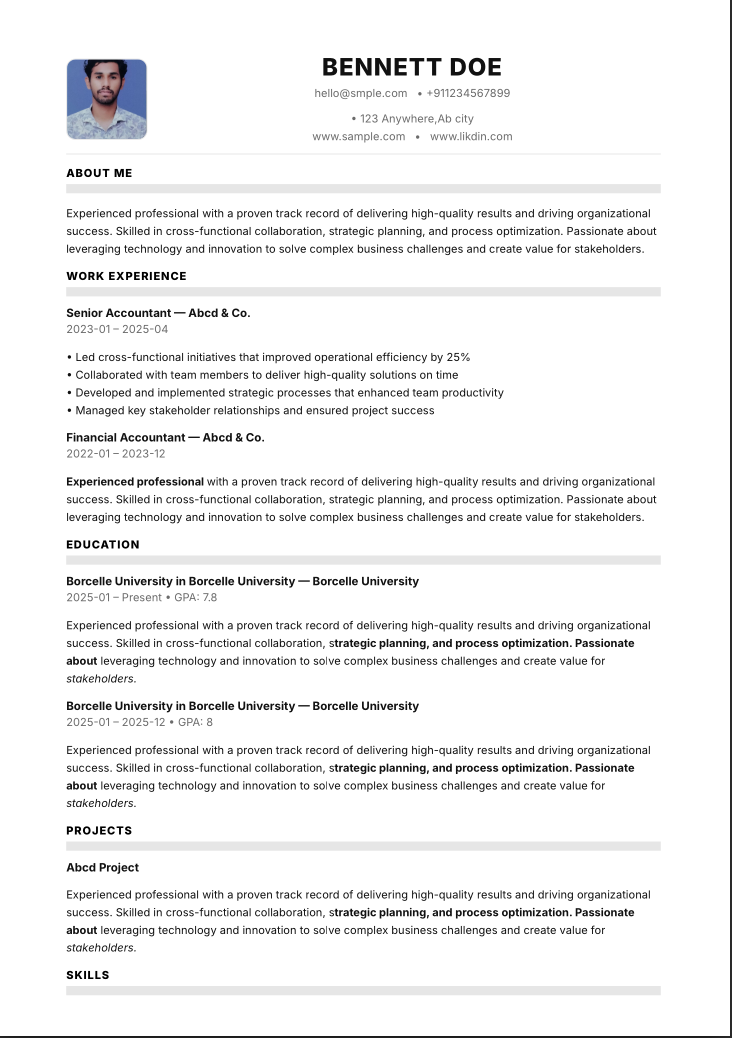 BENNETT DOE
hello@smple.com • +911234567899
• 123 Anywhere,Ab city
www.sample.com • www.likdin.com
ABOUT ME
Experienced professional with a proven track record of delivering high-quality results and driving organizational
success. Skilled in cross-functional collaboration, strategic planning, and process optimization. Passionate about
leveraging technology and innovation to solve complex business challenges and create value for stakeholders.
WORK EXPERIENCE
Senior Accountant — Abcd & Co.
2023-01 – 2025-04
• Led cross-functional initiatives that improved operational efficiency by 25%
• Collaborated with team members to deliver high-quality solutions on time
• Developed and implemented strategic processes that enhanced team productivity
• Managed key stakeholder relationships and ensured project success
Financial Accountant — Abcd & Co.
2022-01 – 2023-12
Experienced professional with a proven track record of delivering high-quality results and driving organizational
success. Skilled in cross-functional collaboration, strategic planning, and process optimization. Passionate about
leveraging technology and innovation to solve complex business challenges and create value for stakeholders.
EDUCATION
Borcelle University in Borcelle University — Borcelle University
2025-01 – Present • GPA: 7.8
Experienced professional with a proven track record of delivering high-quality results and driving organizational
success. Skilled in cross-functional collaboration, strategic planning, and process optimization. Passionate
about leveraging technology and innovation to solve complex business challenges and create value for
stakeholders.
Borcelle University in Borcelle University — Borcelle University
2025-01 – 2025-12 • GPA: 8
Experienced professional with a proven track record of delivering high-quality results and driving organizational
success. Skilled in cross-functional collaboration, strategic planning, and process optimization. Passionate
about leveraging technology and innovation to solve complex business challenges and create value for
stakeholders.
PROJECTS
Abcd Project
Experienced professional with a proven track record of delivering high-quality results and driving organizational
success. Skilled in cross-functional collaboration, strategic planning, and process optimization. Passionate
about leveraging technology and innovation to solve complex business challenges and create value for
stakeholders.
SKILLS